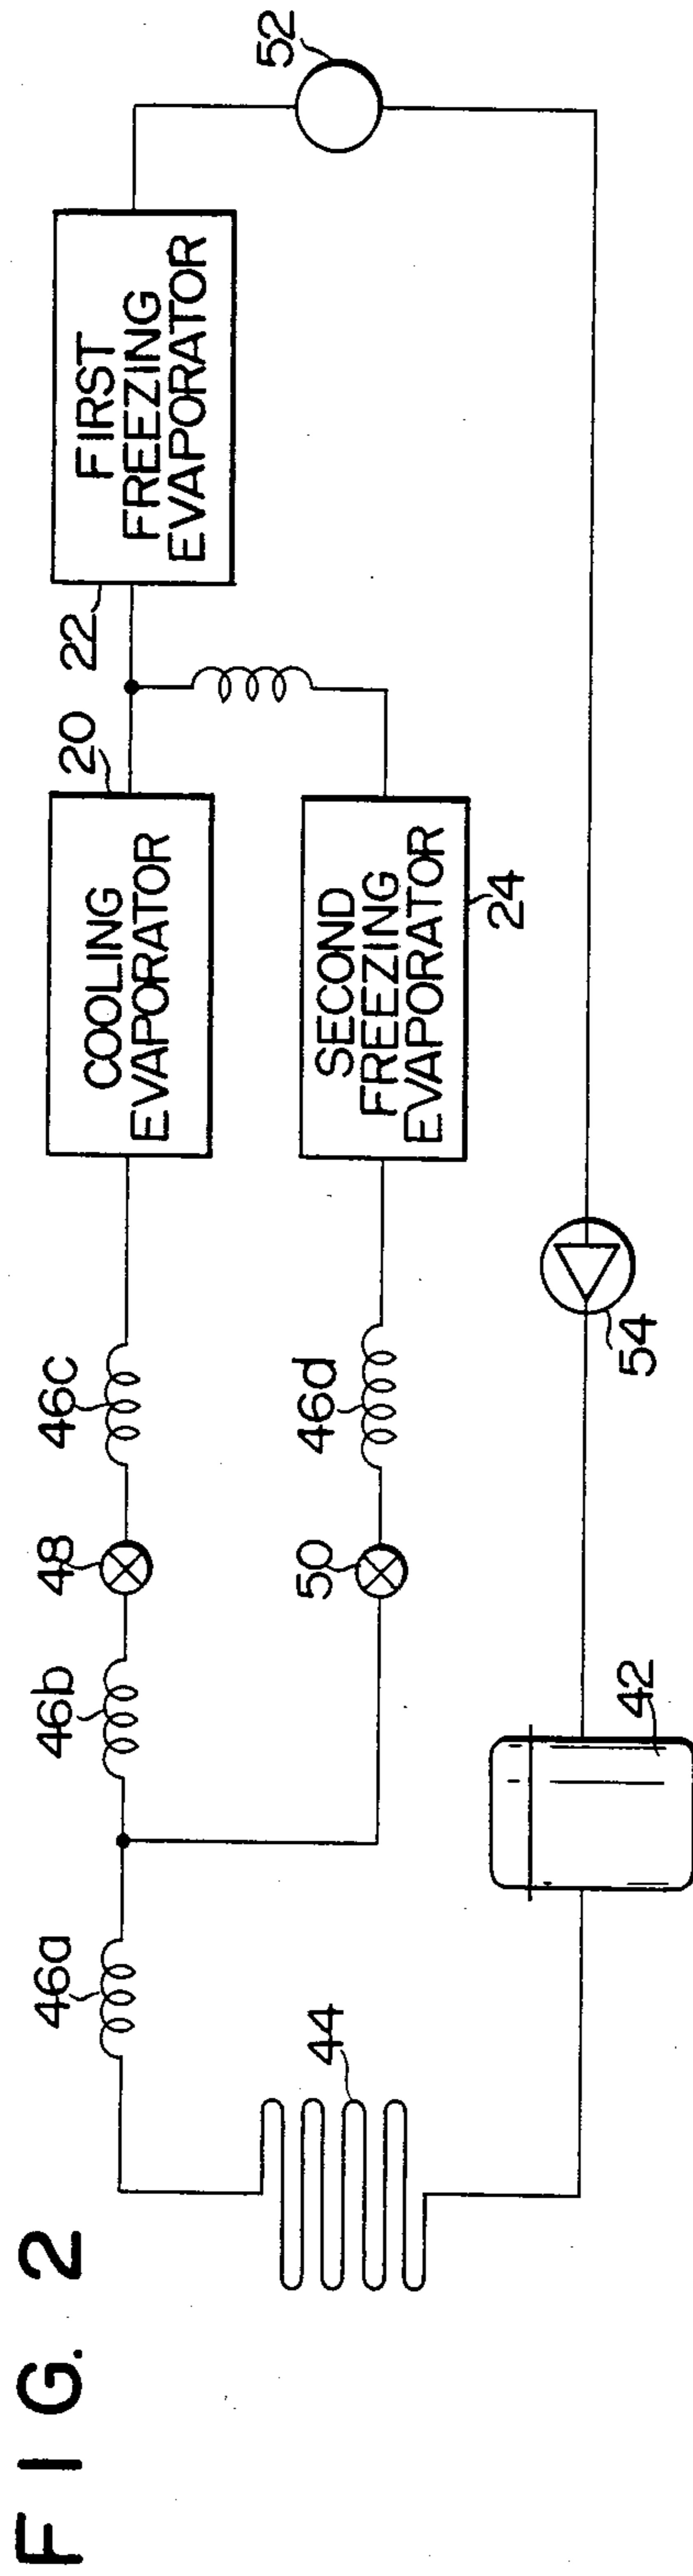 FIG. 2
44
46a
46b
48
46c
COOLING
EVAPORATOR
20
22
FIRST
FREEZING
EVAPORATOR
52
50
46d
SECOND
FREEZING
EVAPORATOR
24
42
54